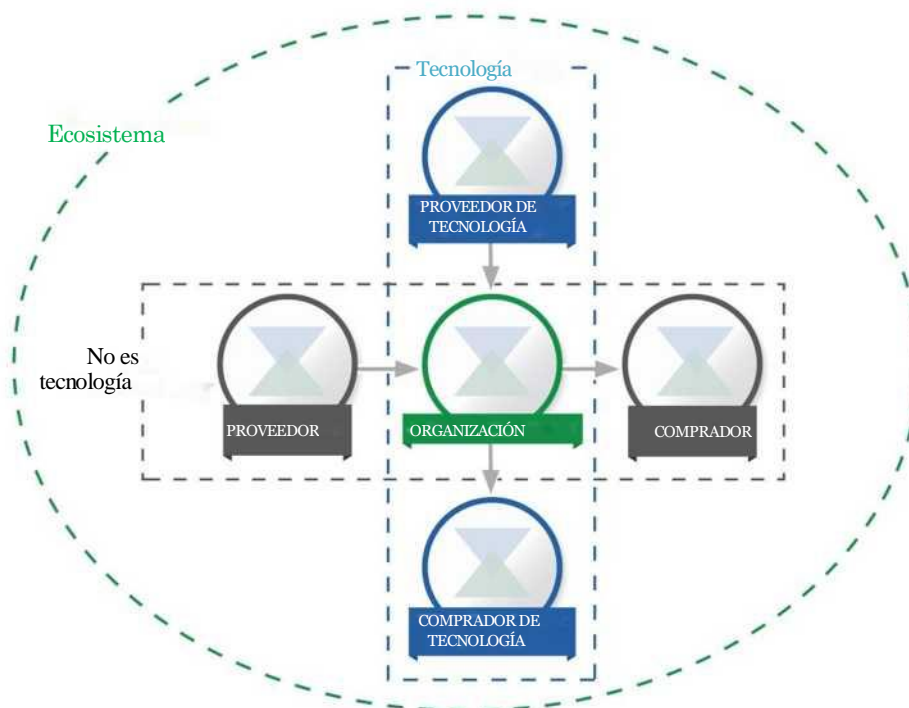 Tecnología
Ecosistema
PROVEEDOR DE
TECNOLOGÍA
No es
tecnología
PROVEEDOR
ORGANIZACIÓN
COMPRADOR
COMPRADOR DE
TECNOLOGÍA